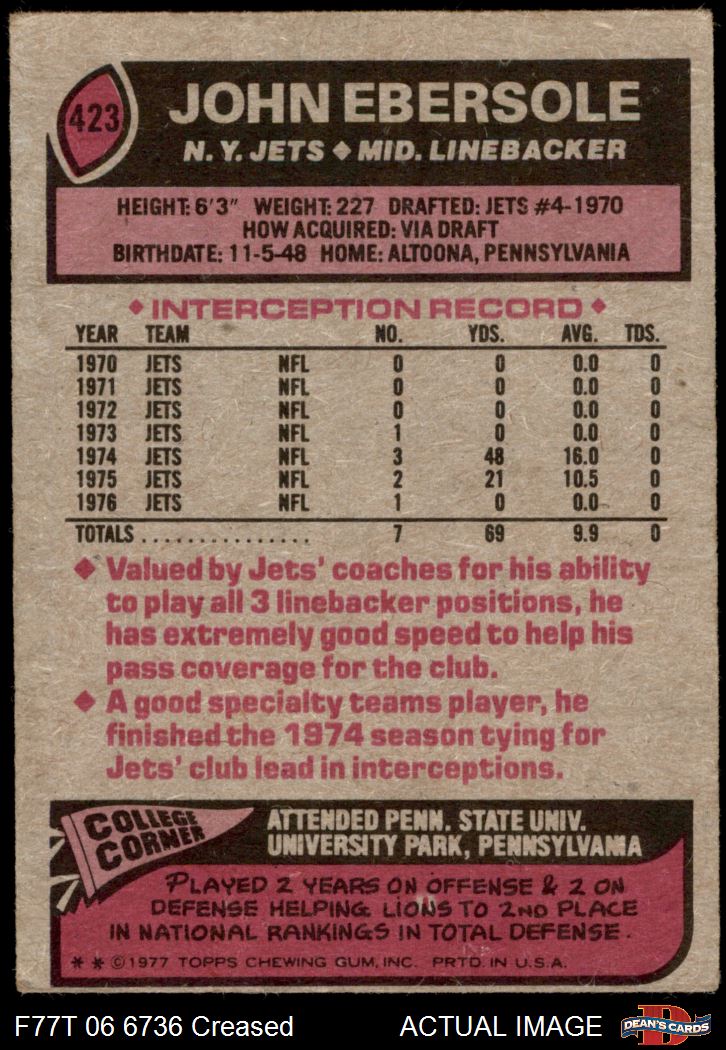 423
JOHN EBERSOLE
N.Y. JETS ◆ MID. LINEBACKER
HEIGHT: 6'3" WEIGHT: 227 DRAFTED: JETS #4-1970
HOW ACQUIRED: VIA DRAFT
BIRTHDATE: 11-5-48 HOME: ALTOONA, PENNSYLVANIA
◆ INTERCEPTION RECORD ◆
YEAR TEAM NO. YDS. AVG. TDS.
1970 JETS NFL 0 0 0.0 0
1971 JETS NFL 0 0 0.0 0
1972 JETS NFL 0 0 0.0 0
1973 JETS NFL 1 0 0.0 0
1974 JETS NFL 3 48 16.0 0
1975 JETS NFL 2 21 10.5 0
1976 JETS NFL 1 0 0.0 0
TOTALS ............... 7 69 9.9 0
◆ Valued by Jets' coaches for his ability
to play all 3 linebacker positions, he
has extremely good speed to help his
pass coverage for the club.
◆ A good specialty teams player, he
finished the 1974 season tying for
Jets' club lead in interceptions.
COLLEGE
CORNER
ATTENDED PENN. STATE UNIV.
UNIVERSITY PARK, PENNSYLVANIA
PLAYED 2 YEARS ON OFFENSE & 2 ON
DEFENSE HELPING LIONS TO 2ND PLACE
IN NATIONAL RANKINGS IN TOTAL DEFENSE.
* * © 1977 TOPPS CHEWING GUM, INC. PRTD. IN U.S.A.
F77T 06 6736 Creased ACTUAL IMAGE
D
DEAN'S CARDS